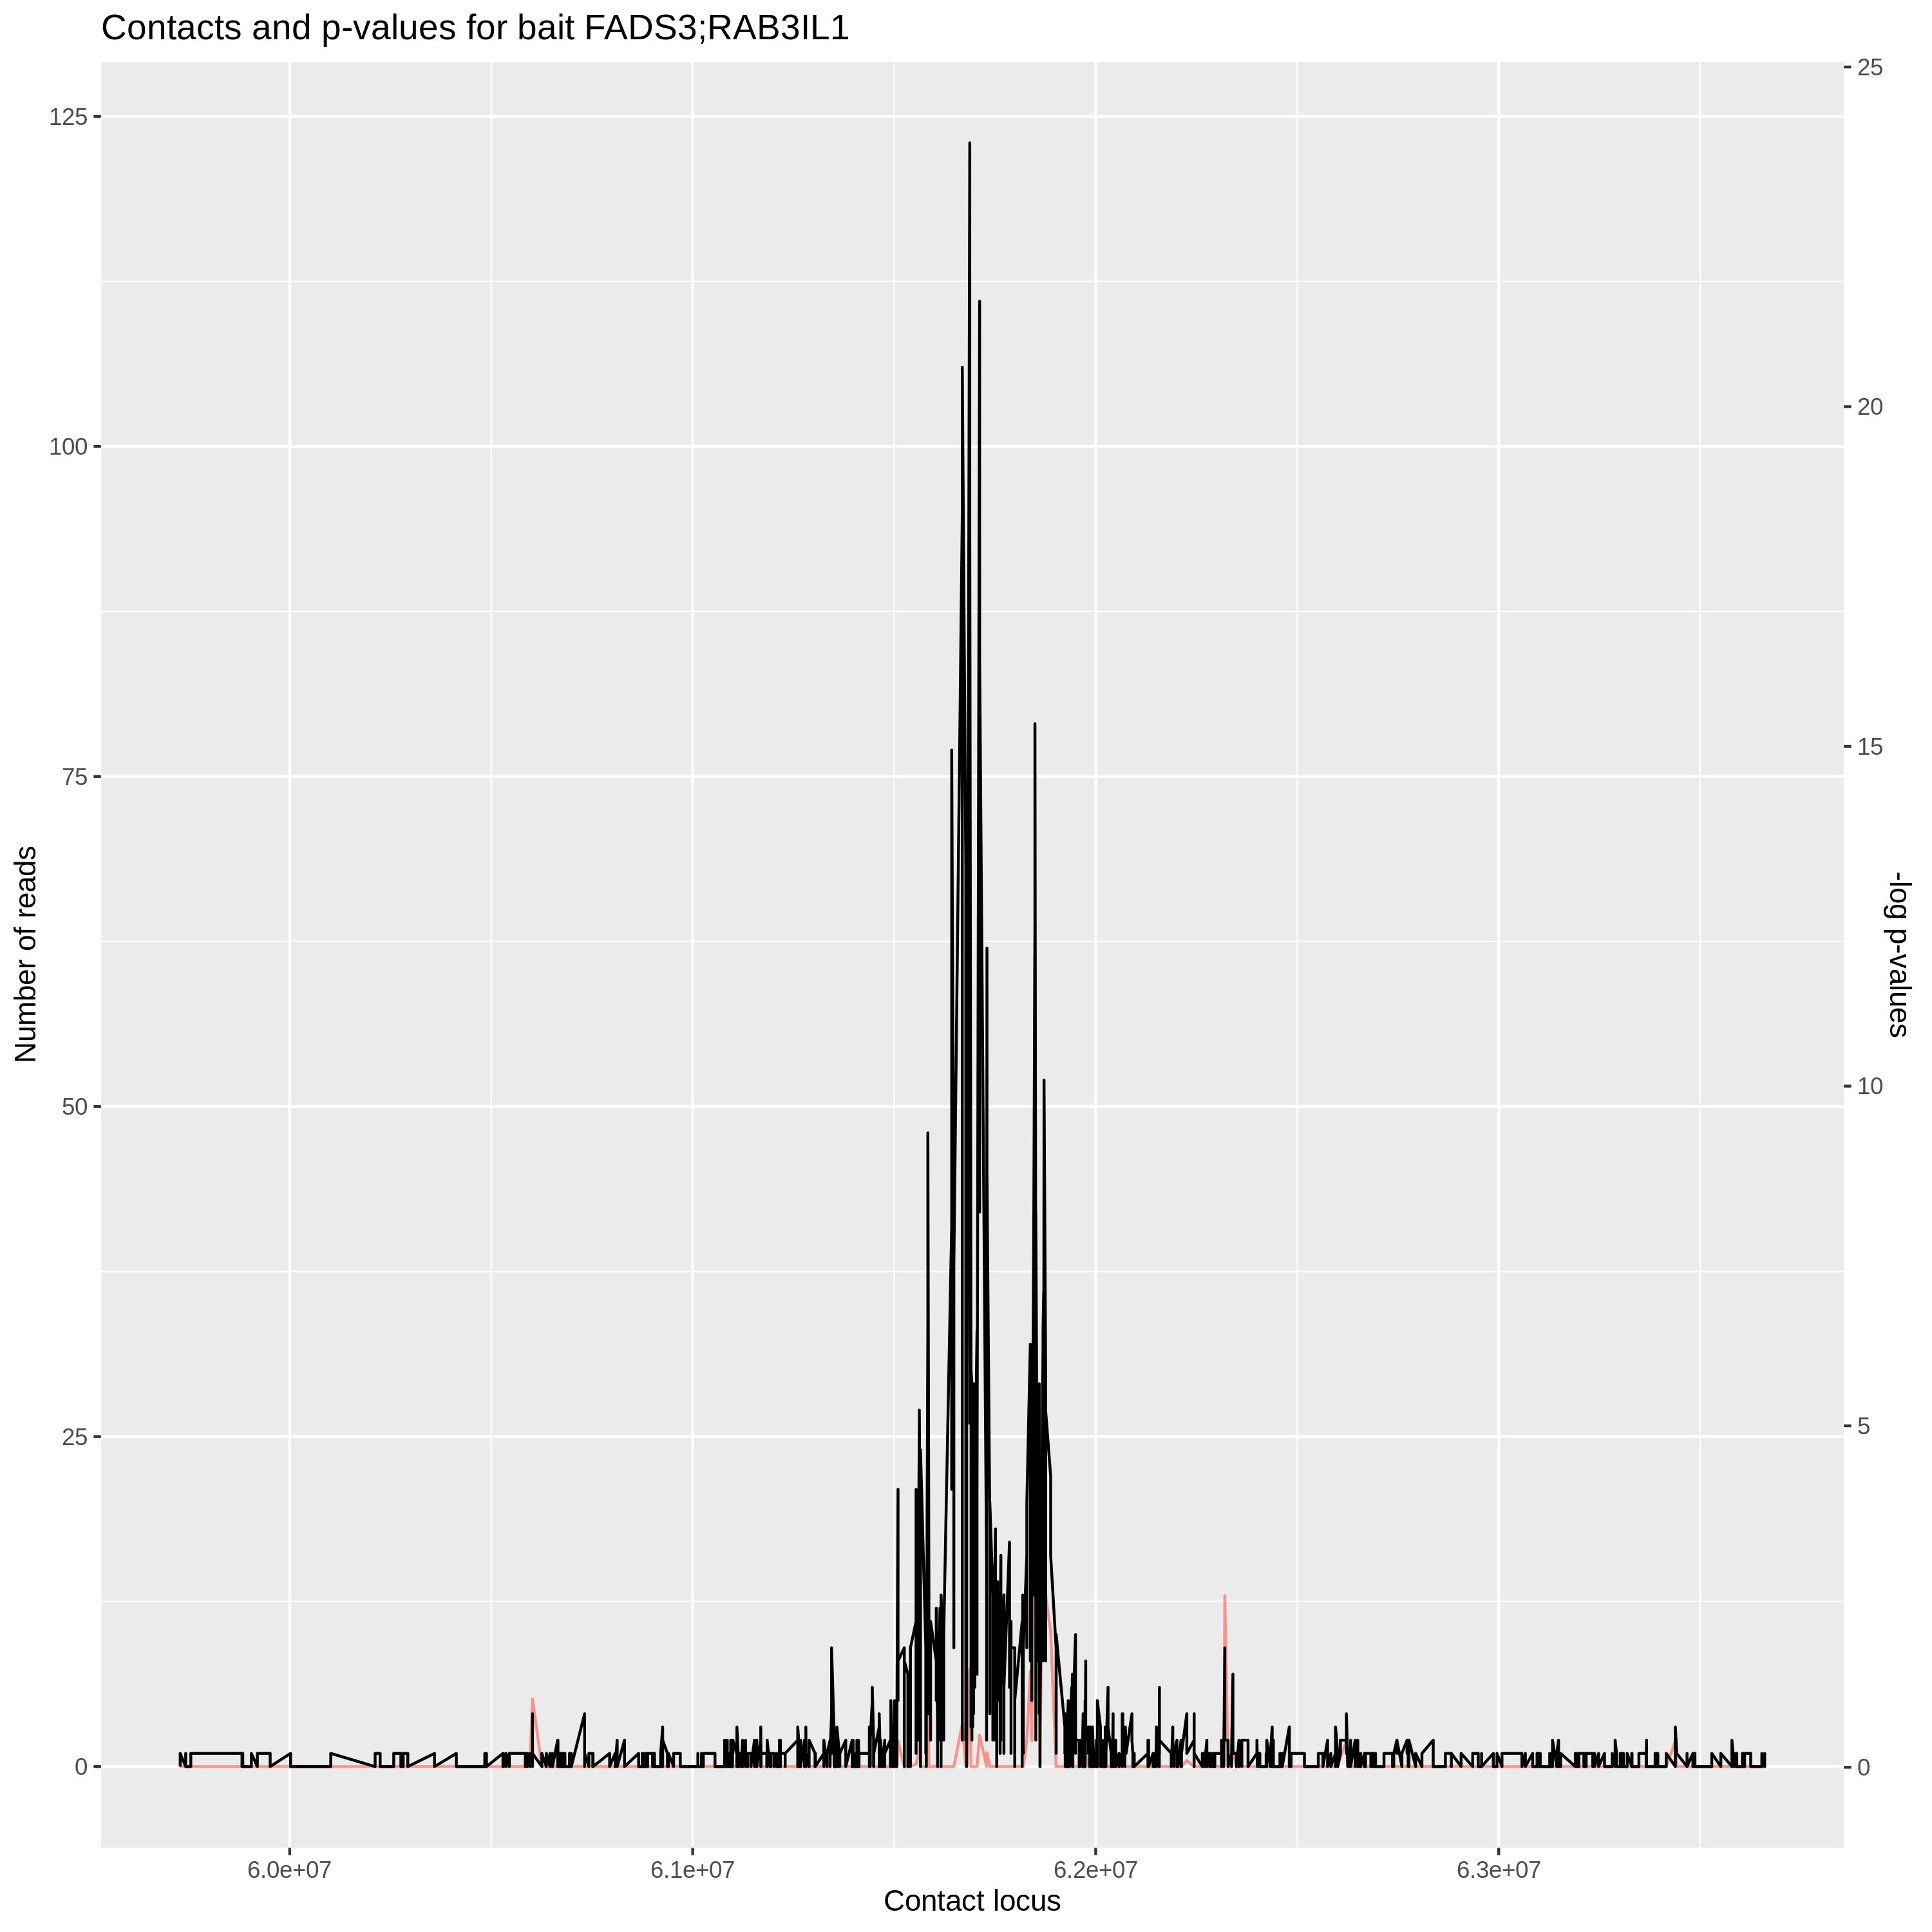 Contacts and p-values for bait FADS3;RAB3IL1
125
100
75
50
25
0
Number of reads
25
20
15
10
5
0
-log p-values
6.0e+07
6.1e+07
6.2e+07
6.3e+07
Contact locus